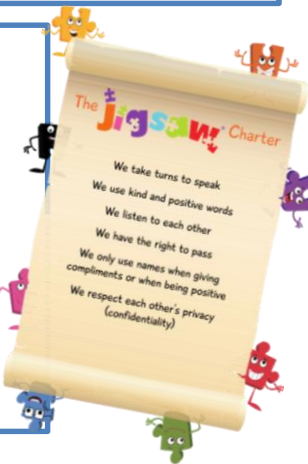 The Jigsaw Charter
We take turns to speak
We use kind and positive words
We listen to each other
We have the right to pass
We only use names when giving
compliments or when being positive
We respect each other's privacy
(confidentiality)